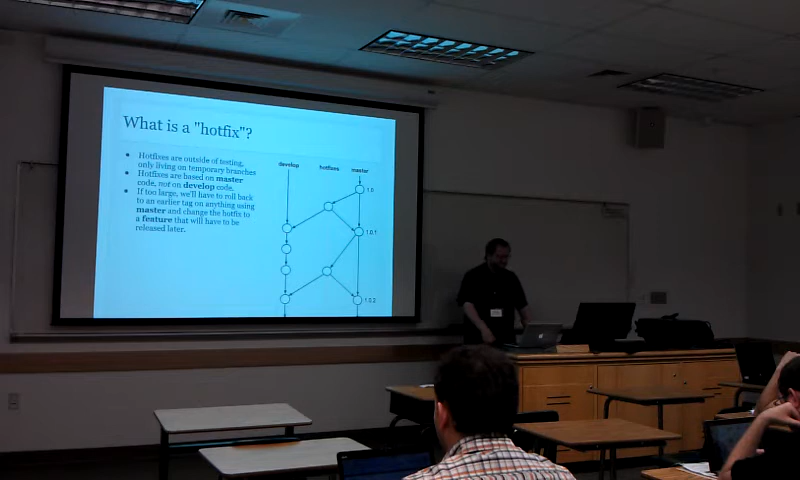 What is a "hotfix"?
• Hotfixes are outside of testing,
only living on temporary branches
• Hotfixes are based on master
code, not on develop code.
• If too large, we'll have to roll back
to an earlier tag on anything using
master and change the hotfix to
a feature that will have to be
released later.
develop hotfixes master
1.0
1.0.1
1.0.2